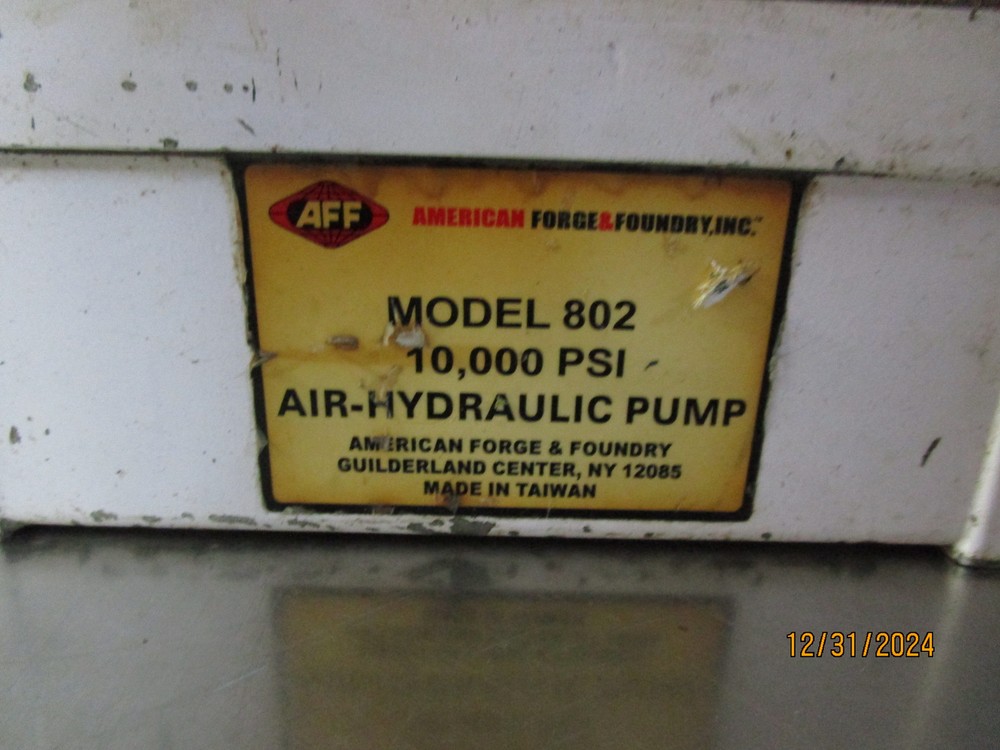 AFF
AMERICAN FORGE&FOUNDRY,INC.™
MODEL 802
10,000 PSI
AIR-HYDRAULIC PUMP
AMERICAN FORGE & FOUNDRY
GUILDERLAND CENTER, NY 12085
MADE IN TAIWAN
12/31/2024